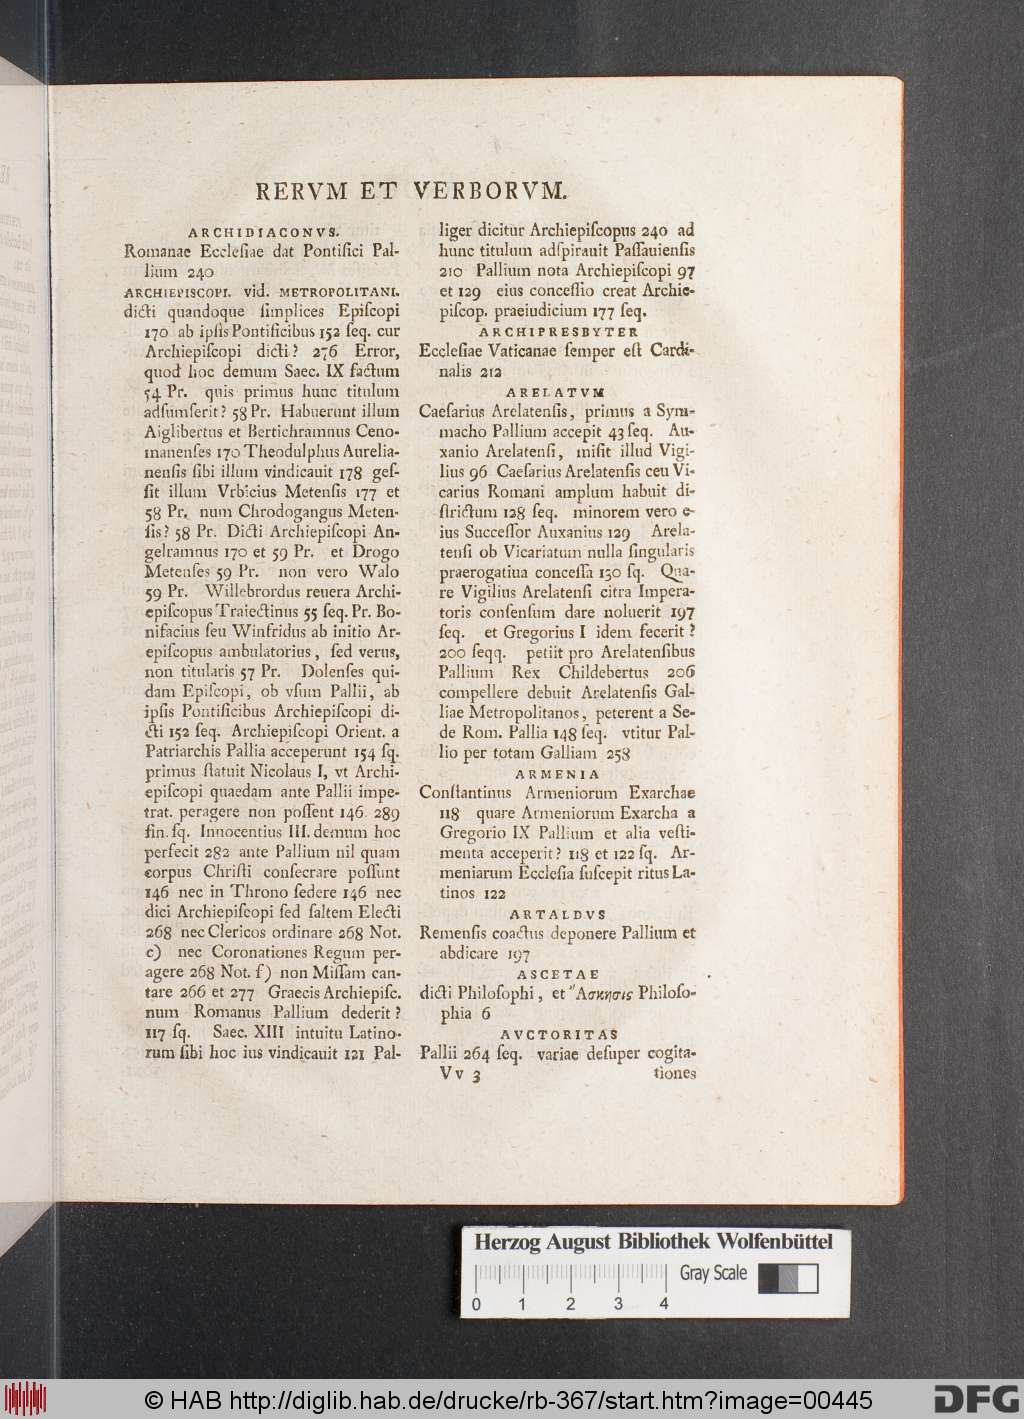 RERVM ET VERBORVM.
ARCHIDIACONVS.
Romanae Eccleſiae dat Pontifici Pal-
lium 240
ARCHIEPISCOPI. vid. METROPOLITANI.
dicti quandoque ſimplices Epiſcopi
170 ab ipſis Pontificibus 152 ſeq. cur
Archiepiſcopi dicti? 276 Error,
quod hoc demum Saec. IX factum
54 Pr. quis primus hunc titulum
adſumſerit? 58 Pr. Habuerunt illum
Aiglibertus et Bertichramnus Ceno-
manenſes 170 Theodulphus Aurelia-
nenſis ſibi illum vindicauit 178 geſ-
ſit illum Vrbicius Metenſis 177 et
58 Pr. num Chrodogangus Meten-
ſis? 58 Pr. Dicti Archiepiſcopi An-
gelramnus 170 et 59 Pr. et Drogo
Metenſes 59 Pr. non vero Walo
59 Pr. Willebrordus reuera Archi-
epiſcopus Traiectinus 55 ſeq. Pr. Bo-
nifacius ſeu Winfridus ab initio Ar-
epiſcopus ambulatorius, ſed verus,
non titularis 57 Pr. Dolenſes qui-
dam Epiſcopi, ob vſum Pallii, ab
ipſis Pontificibus Archiepiſcopi di-
cti 152 ſeq. Archiepiſcopi Orient. a
Patriarchis Pallia acceperunt 154 ſq.
primus ſtatuit Nicolaus I, vt Archi-
epiſcopi quaedam ante Pallii impe-
trat. peragere non poſſent 146. 289
fin. ſq. Innocentius III. demum hoc
perfecit 282 ante Pallium nil quam
corpus Chriſti conſecrare poſſunt
146 nec in Throno ſedere 146 nec
dici Archiepiſcopi ſed ſaltem Electi
268 nec Clericos ordinare 268 Not.
c) nec Coronationes Regum per-
agere 268 Not. f) non Miſſam can-
tare 266 et 277 Graecis Archiepiſc.
num Romanus Pallium dederit?
117 ſq. Saec. XIII intuitu Latino-
rum ſibi hoc ius vindicauit 121 Pal-
liger dicitur Archiepiſcopus 240 ad
hunc titulum adſpirauit Paſſauienſis
210 Pallium nota Archiepiſcopi 97
et 129 eius conceſſio creat Archie-
piſcop. praeiudicium 177 ſeq.
ARCHIPRESBYTER
Eccleſiae Vaticanae ſemper eſt Cardi-
nalis 212
ARELATVM
Caeſarius Arelatenſis, primus a Sym-
macho Pallium accepit 43 ſeq. Au-
xanio Arelatenſi, miſit illud Vigi-
lius 96 Caeſarius Arelatenſis ceu Vi-
carius Romani amplum habuit di-
ſtrictum 128 ſeq. minorem vero e-
ius Succeſſor Auxanius 129 Arela-
tenſi ob Vicariatum nulla ſingularis
praerogatiua conceſſa 130 ſq. Qua-
re Vigilius Arelatenſi citra Impera-
toris conſenſum dare noluerit 197
ſeq. et Gregorius I idem fecerit?
200 ſeqq. petiit pro Arelatenſibus
Pallium Rex Childebertus 206
compellere debuit Arelatenſis Gal-
liae Metropolitanos, peterent a Se-
de Rom. Pallia 148 ſeq. vtitur Pal-
lio per totam Galliam 258
ARMENIA
Conſtantinus Armeniorum Exarchae
118 quare Armeniorum Exarcha a
Gregorio IX Pallium et alia veſti-
menta acceperit? 118 et 122 ſq. Ar-
meniarum Eccleſia ſuſcepit ritus La-
tinos 122
ARTALDVS
Remenſis coactus deponere Pallium et
abdicare 197
ASCETAE
dicti Philoſophi, et Ἄσκησις Philoſo-
phia 6
AVCTORITAS
Pallii 264 ſeq. variae deſuper cogita-
Vv 3 tiones
Herzog August Bibliothek Wolfenbüttel
Gray Scale
0 1 2 3 4
© HAB http://diglib.hab.de/drucke/rb-367/start.htm?image=00445
DFG